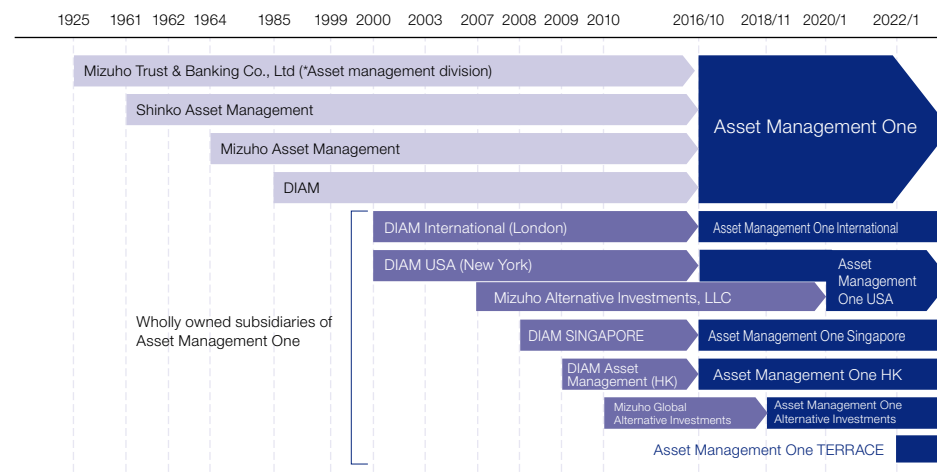 1925 1961 1962 1964 1985 1999 2000 2003 2007 2008 2009 2010 2016/10 2018/11 2020/1 2022/1
Mizuho Trust & Banking Co., Ltd (*Asset management division)
Shinko Asset Management
Asset Management One
Mizuho Asset Management
DIAM
DIAM International (London)
Asset Management One International
DIAM USA (New York)
Asset
Management
One USA
Mizuho Alternative Investments, LLC
Wholly owned subsidiaries of
Asset Management One
DIAM SINGAPORE
Asset Management One Singapore
DIAM Asset
Management (HK)
Asset Management One HK
Mizuho Global
Alternative Investments
Asset Management One
Alternative Investments
Asset Management One TERRACE